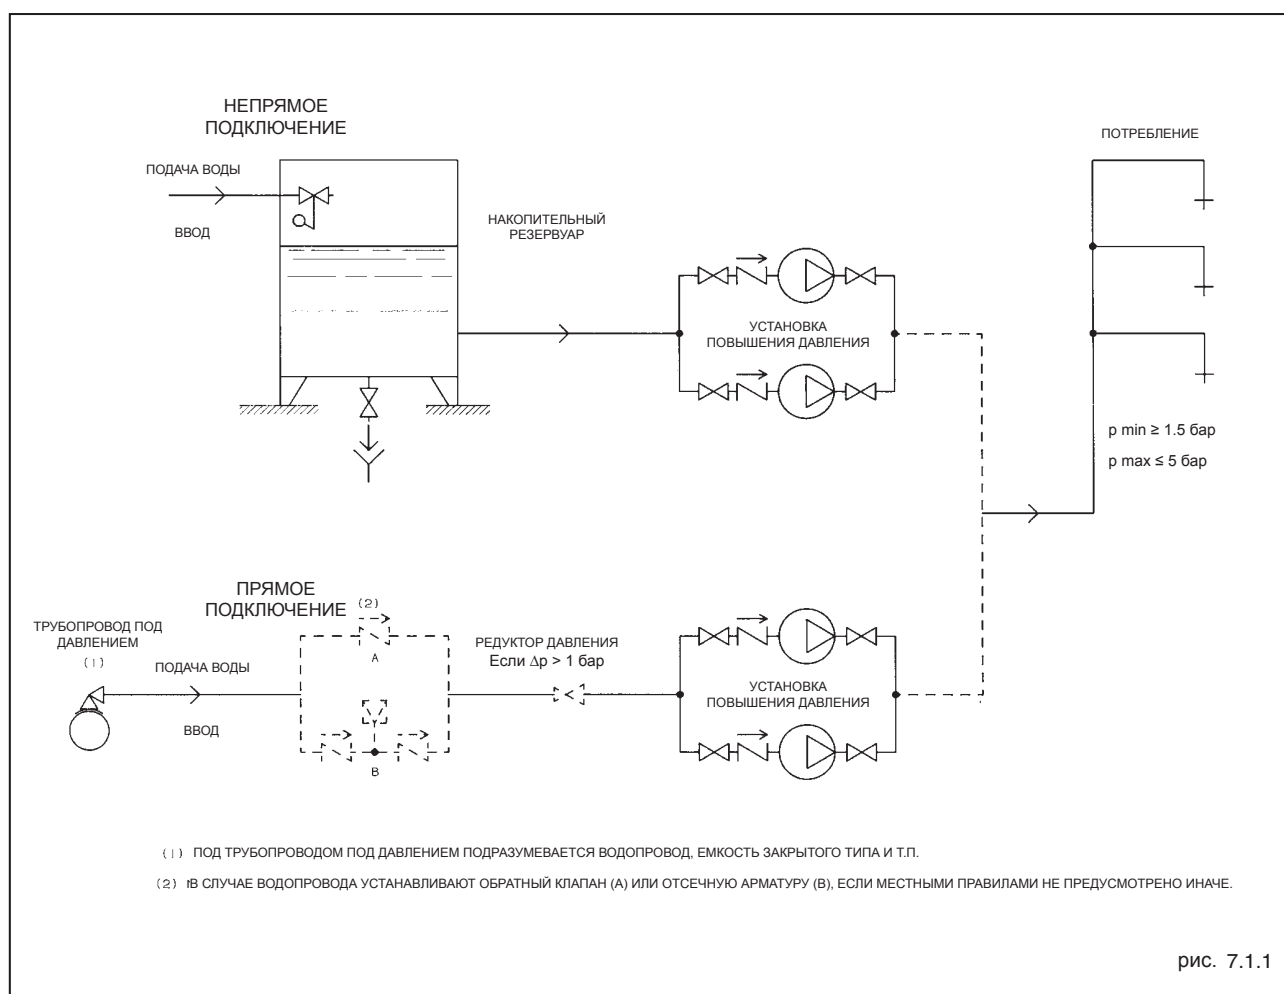 НЕПРЯМОЕ
ПОДКЛЮЧЕНИЕ
ПОДАЧА ВОДЫ
ВВОД
НАКОПИТЕЛЬНЫЙ
РЕЗЕРВУАР
УСТАНОВКА
ПОВЫШЕНИЯ ДАВЛЕНИЯ
ПОТРЕБЛЕНИЕ
p min ≥ 1.5 бар
p max ≤ 5 бар
ПРЯМОЕ
ПОДКЛЮЧЕНИЕ
(2)
ТРУБОПРОВОД ПОД
ДАВЛЕНИЕМ
(1)
ПОДАЧА ВОДЫ
ВВОД
A
B
РЕДУКТОР ДАВЛЕНИЯ
Если Δp > 1 бар
УСТАНОВКА
ПОВЫШЕНИЯ ДАВЛЕНИЯ
(1) ПОД ТРУБОПРОВОДОМ ПОД ДАВЛЕНИЕМ ПОДРАЗУМЕВАЕТСЯ ВОДОПРОВОД, ЕМКОСТЬ ЗАКРЫТОГО ТИПА И Т.П.
(2) В СЛУЧАЕ ВОДОПРОВОДА УСТАНАВЛИВАЮТ ОБРАТНЫЙ КЛАПАН (А) ИЛИ ОТСЕЧНУЮ АРМАТУРУ (В), ЕСЛИ МЕСТНЫМИ ПРАВИЛАМИ НЕ ПРЕДУСМОТРЕНО ИНАЧЕ.
рис. 7.1.1